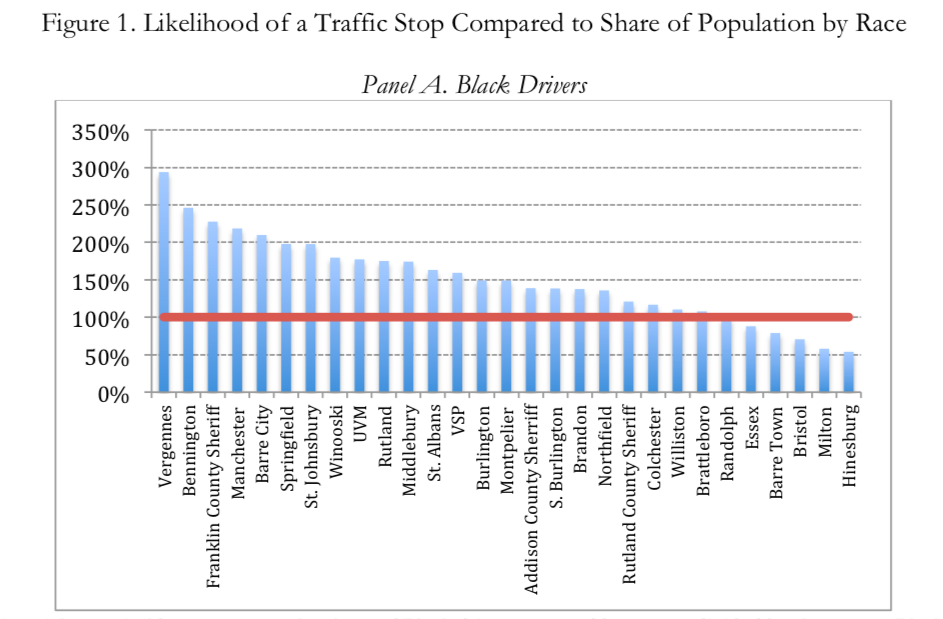 Figure 1. Likelihood of a Traffic Stop Compared to Share of Population by Race
Panel A. Black Drivers
350%
300%
250%
200%
150%
100%
50%
0%
Vergennes
Bennington
Franklin County Sheriff
Manchester
Barre City
Springfield
St. Johnsbury
Winooski
UVM
Rutland
Middlebury
St. Albans
VSP
Burlington
Montpelier
Addison County Sherriff
S. Burlington
Brandon
Northfield
Rutland County Sheriff
Colchester
Williston
Brattleboro
Randolph
Essex
Barre Town
Bristol
Milton
Hinesburg